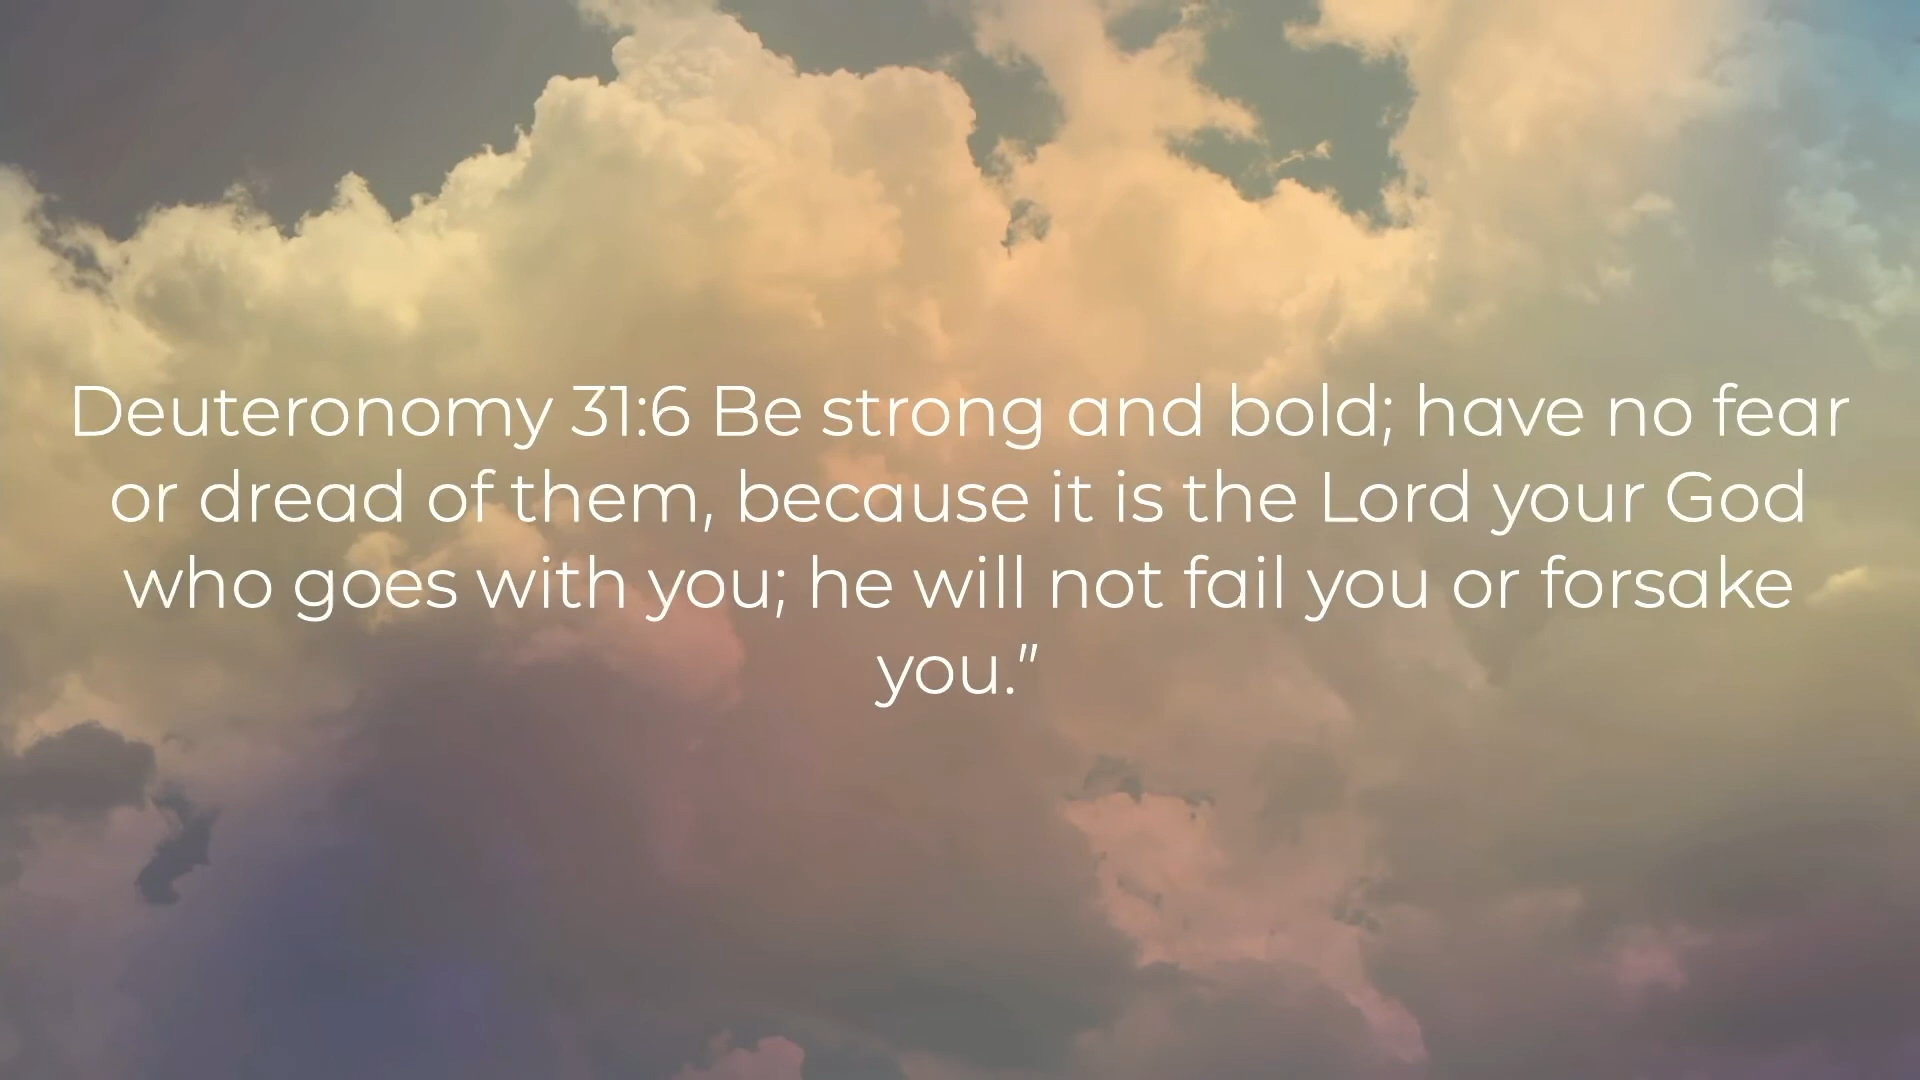 Deuteronomy 31:6 Be strong and bold; have no fear
or dread of them, because it is the Lord your God
who goes with you; he will not fail you or forsake
you.”